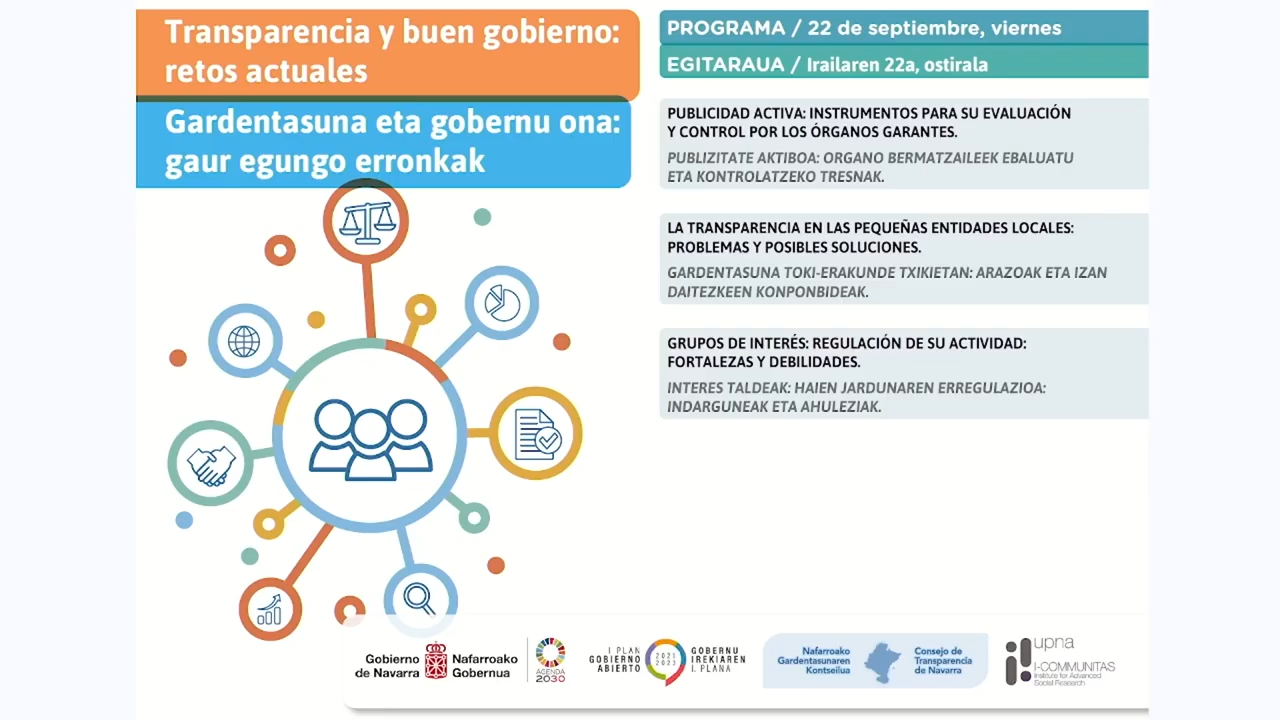 Transparencia y buen gobierno:
retos actuales
Gardentasuna eta gobernu ona:
gaur egungo erronkak
PROGRAMA / 22 de septiembre, viernes
EGITARAUA / Irailaren 22a, ostirala
PUBLICIDAD ACTIVA: INSTRUMENTOS PARA SU EVALUACIÓN
Y CONTROL POR LOS ÓRGANOS GARANTES.
PUBLIZITATE AKTIBOA: ORGANO BERMATZAILEEK EBALUATU
ETA KONTROLATZEKO TRESNAK.
LA TRANSPARENCIA EN LAS PEQUEÑAS ENTIDADES LOCALES:
PROBLEMAS Y POSIBLES SOLUCIONES.
GARDENTASUNA TOKI-ERAKUNDE TXIKIETAN: ARAZOAK ETA IZAN
DAITEZKEEN KONPONBIDEAK.
GRUPOS DE INTERÉS: REGULACIÓN DE SU ACTIVIDAD:
FORTALEZAS Y DEBILIDADES.
INTERES TALDEAK: HAIEN JARDUNAREN ERREGULAZIOA:
INDARGUNEAK ETA AHULEZIAK.
Gobierno
de Navarra
Nafarroako
Gobernua
AGENDA
2030
I PLAN
GOBIERNO
ABIERTO
2021
2023
GOBERNU
IREKIAREN
I. PLANA
Nafarroako
Gardentasunaren
Kontseilua
Consejo de
Transparencia
de Navarra
upna
I-COMMUNITAS
Institute for Advanced
Social Research